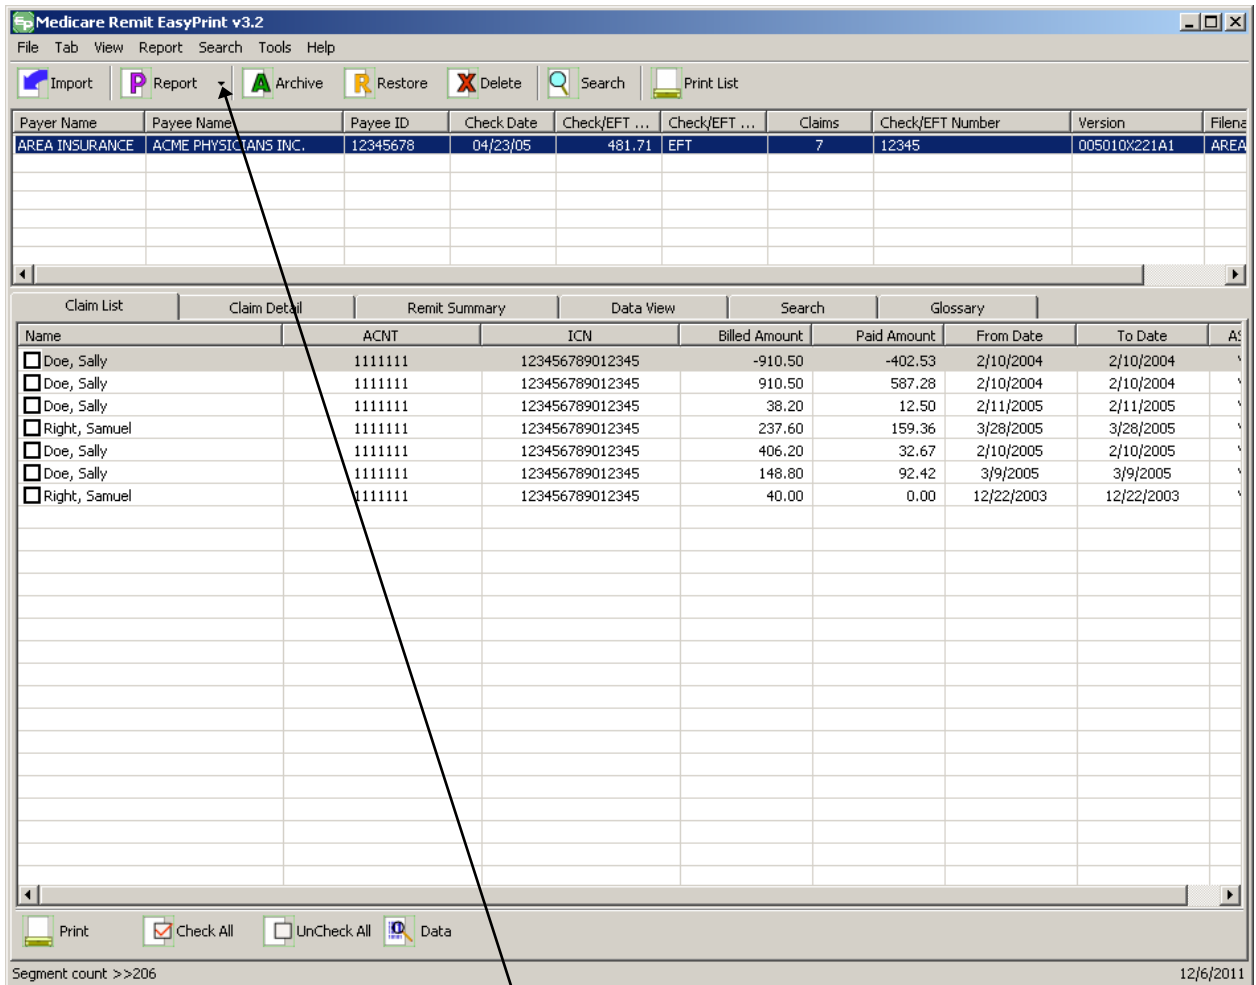 EP Medicare Remit EasyPrint v3.2
File Tab View Report Search Tools Help
Import P Report A Archive R Restore X Delete Search Print List
Payer Name Payee Name Payee ID Check Date Check/EFT ... Check/EFT ... Claims Check/EFT Number Version Filena
AREA INSURANCE ACME PHYSICIANS INC. 12345678 04/23/05 481.71 EFT 7 12345 005010X221A1 AREA
Claim List Claim Detail Remit Summary Data View Search Glossary
Name ACNT ICN Billed Amount Paid Amount From Date To Date AS
Doe, Sally 1111111 123456789012345 -910.50 -402.53 2/10/2004 2/10/2004
Doe, Sally 1111111 123456789012345 910.50 587.28 2/10/2004 2/10/2004
Doe, Sally 1111111 123456789012345 38.20 12.50 2/11/2005 2/11/2005
Right, Samuel 1111111 123456789012345 237.60 159.36 3/28/2005 3/28/2005
Doe, Sally 1111111 123456789012345 406.20 32.67 2/10/2005 2/10/2005
Doe, Sally 1111111 123456789012345 148.80 92.42 3/9/2005 3/9/2005
Right, Samuel 1111111 123456789012345 40.00 0.00 12/22/2003 12/22/2003
Print Check All UnCheck All Data
Segment count >>206 12/6/2011